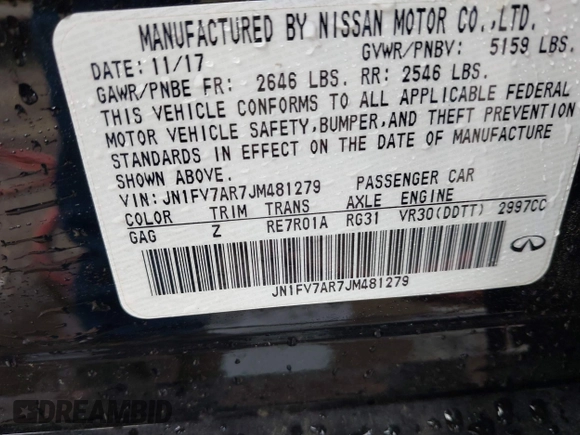 MANUFACTURED BY NISSAN MOTOR CO.,LTD.
DATE: 11/17 GVWR/PNBV: 5159 LBS.
GAWR/PNBE FR: 2646 LBS. RR: 2546 LBS.
THIS VEHICLE CONFORMS TO ALL APPLICABLE FEDERAL
MOTOR VEHICLE SAFETY,BUMPER,AND THEFT PREVENTION
STANDARDS IN EFFECT ON THE DATE OF MANUFACTURE
SHOWN ABOVE.
VIN: JN1FV7AR7JM481279 PASSENGER CAR
COLOR TRIM TRANS AXLE ENGINE
GAG Z RE7R01A RG31 VR30(DDTT) 2997CC
JN1FV7AR7JM481279
DREAMBID